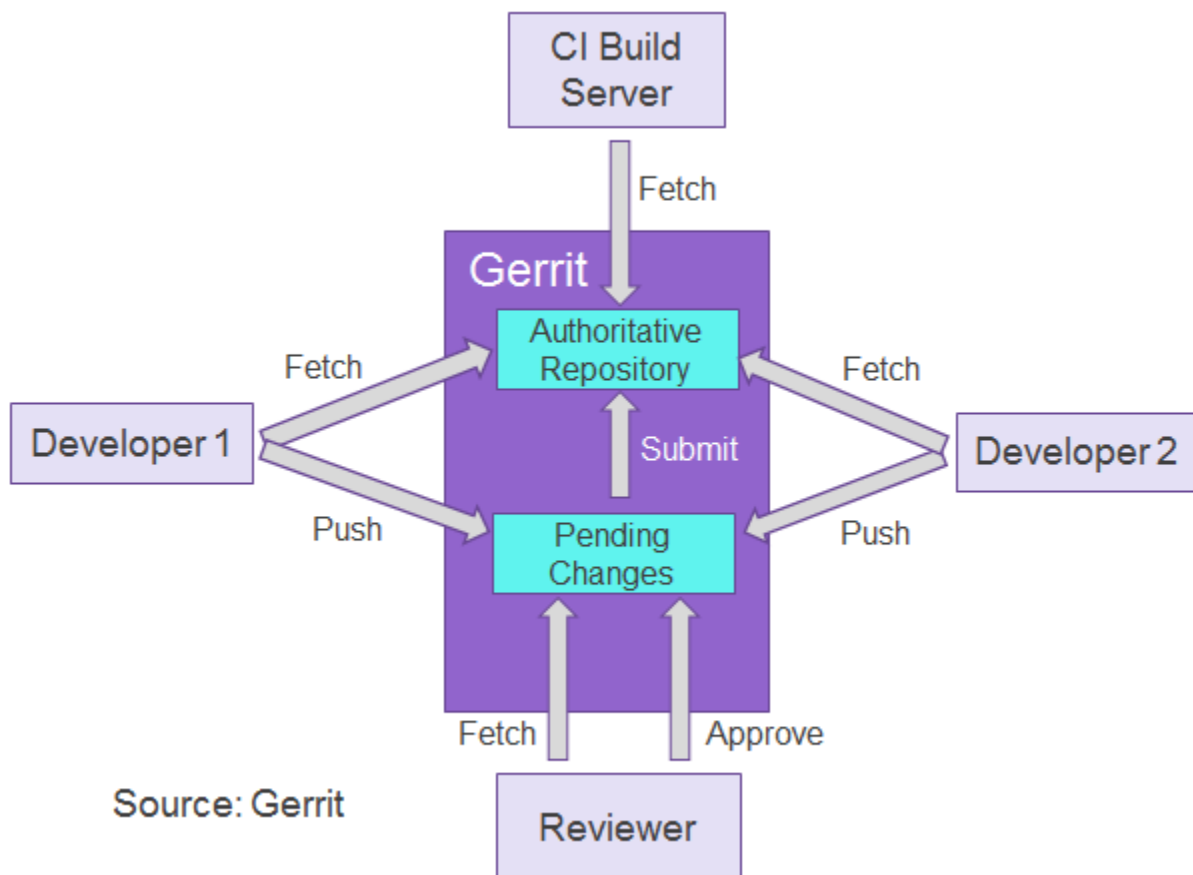 CI Build
Server
Fetch
Gerrit
Authoritative
Repository
Fetch
Fetch
Developer 1
Submit
Developer 2
Push
Pending
Changes
Push
Fetch
Approve
Source: Gerrit
Reviewer